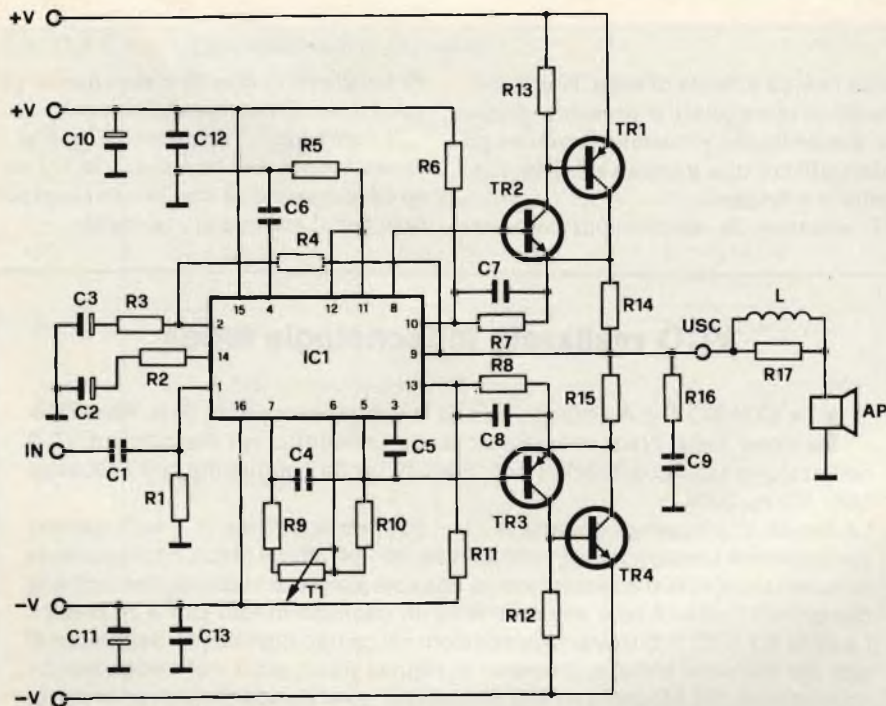 +V
R13
TR1
+V
C10
C12
R5
R6
TR2
C6
R4
C7
R14
L
C3
R3
15
4
12
11
8
2
10
R7
USC
R17
14
IC1
9
R8
R2
1
13
R15
R16
AP
C2
16
7
6
5
3
C8
IN
C5
C1
C4
C9
R1
TR3
R9
R10
R11
TR4
T1
−V
R12
C11
C13
−V